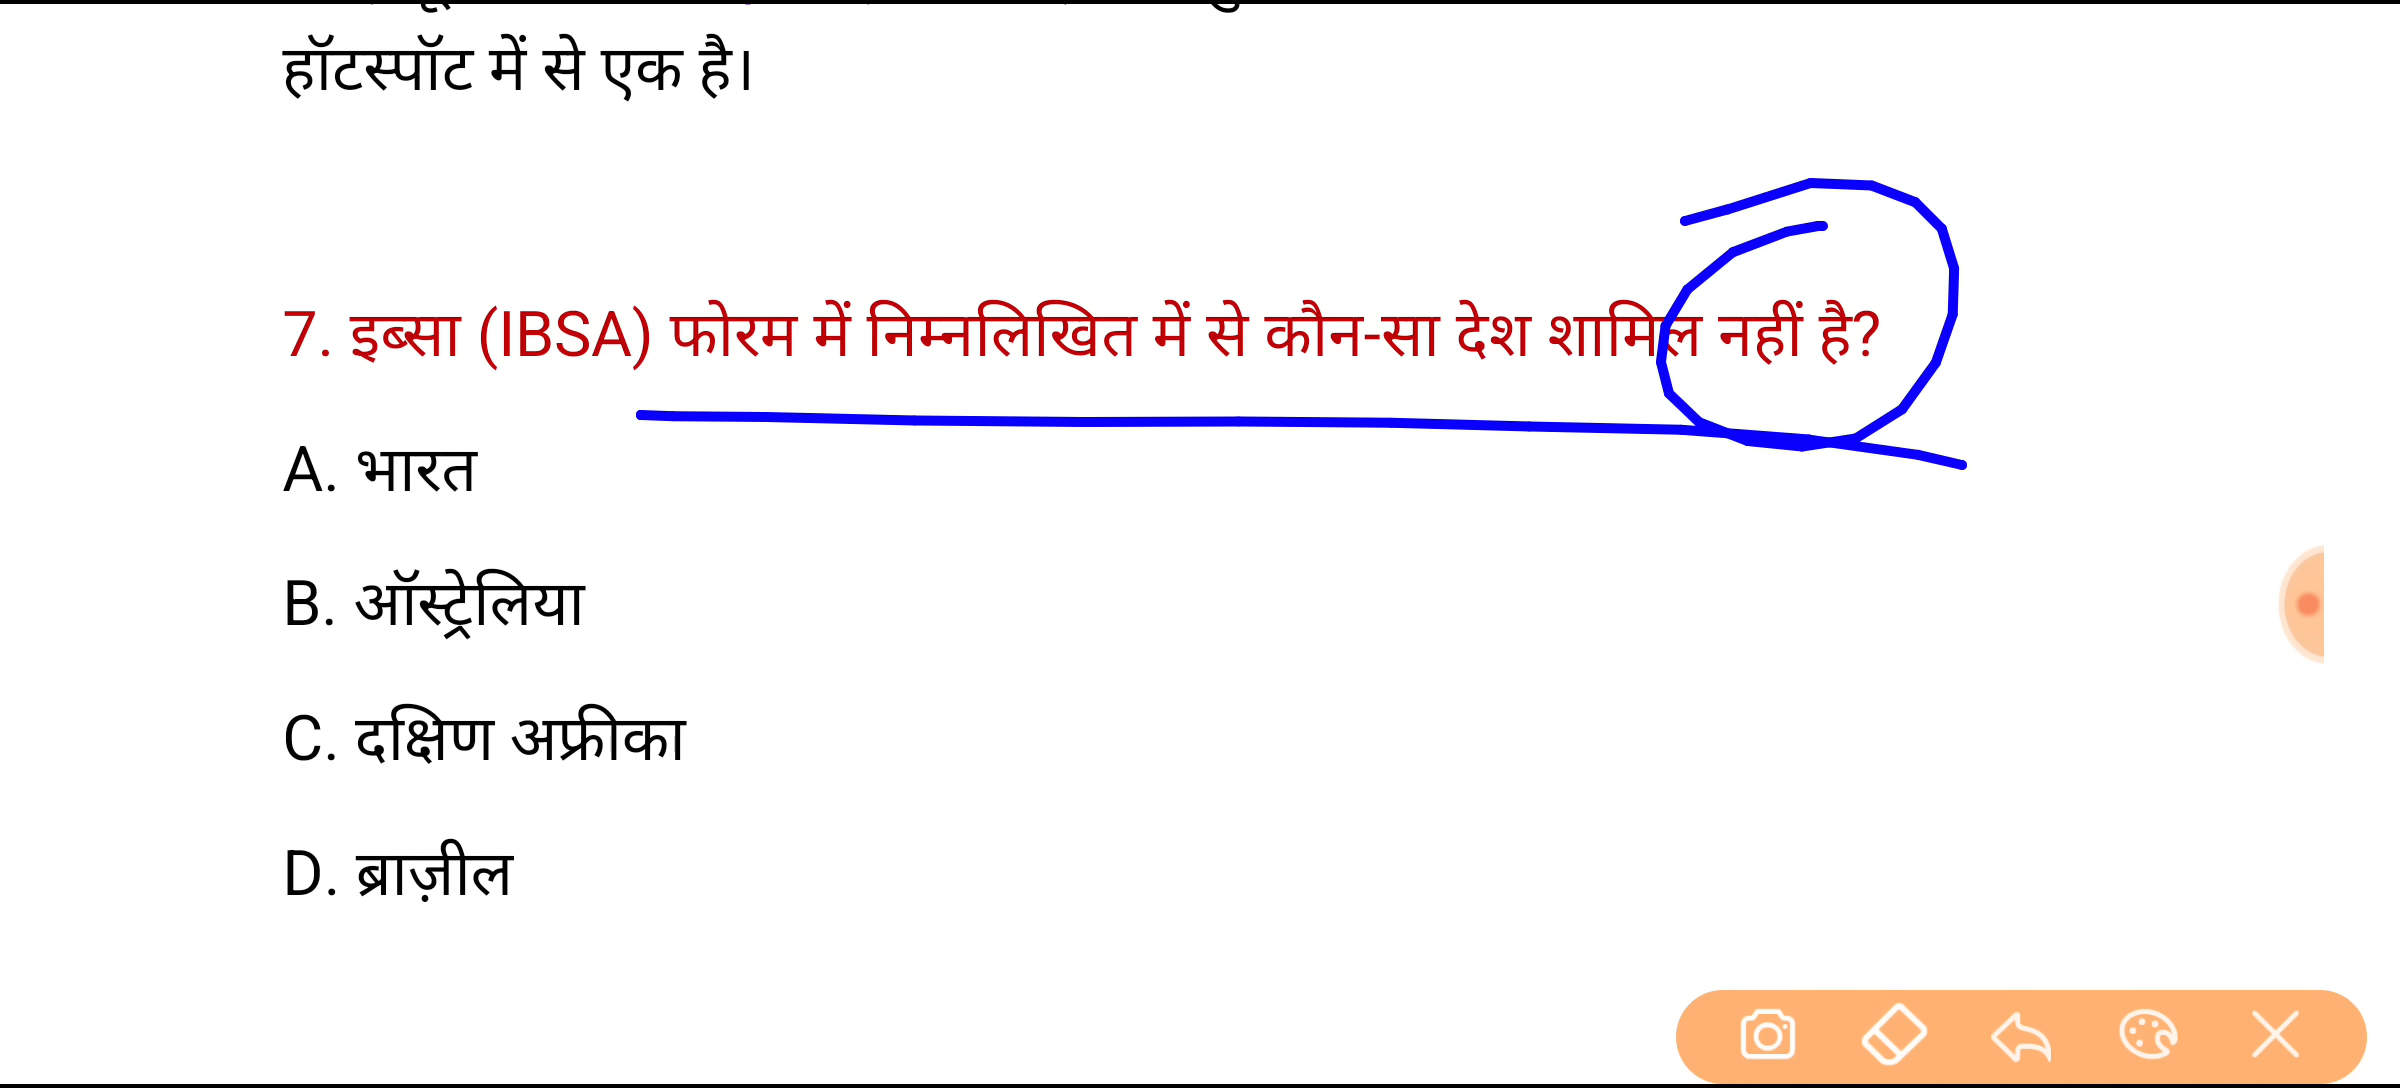 हॉटस्पॉट में से एक है।
7. इब्सा (IBSA) फोरम में निम्नलिखित में से कौन-सा देश शामिल नहीं है?
A. भारत
B. ऑस्ट्रेलिया
C. दक्षिण अफ्रीका
D. ब्राज़ील